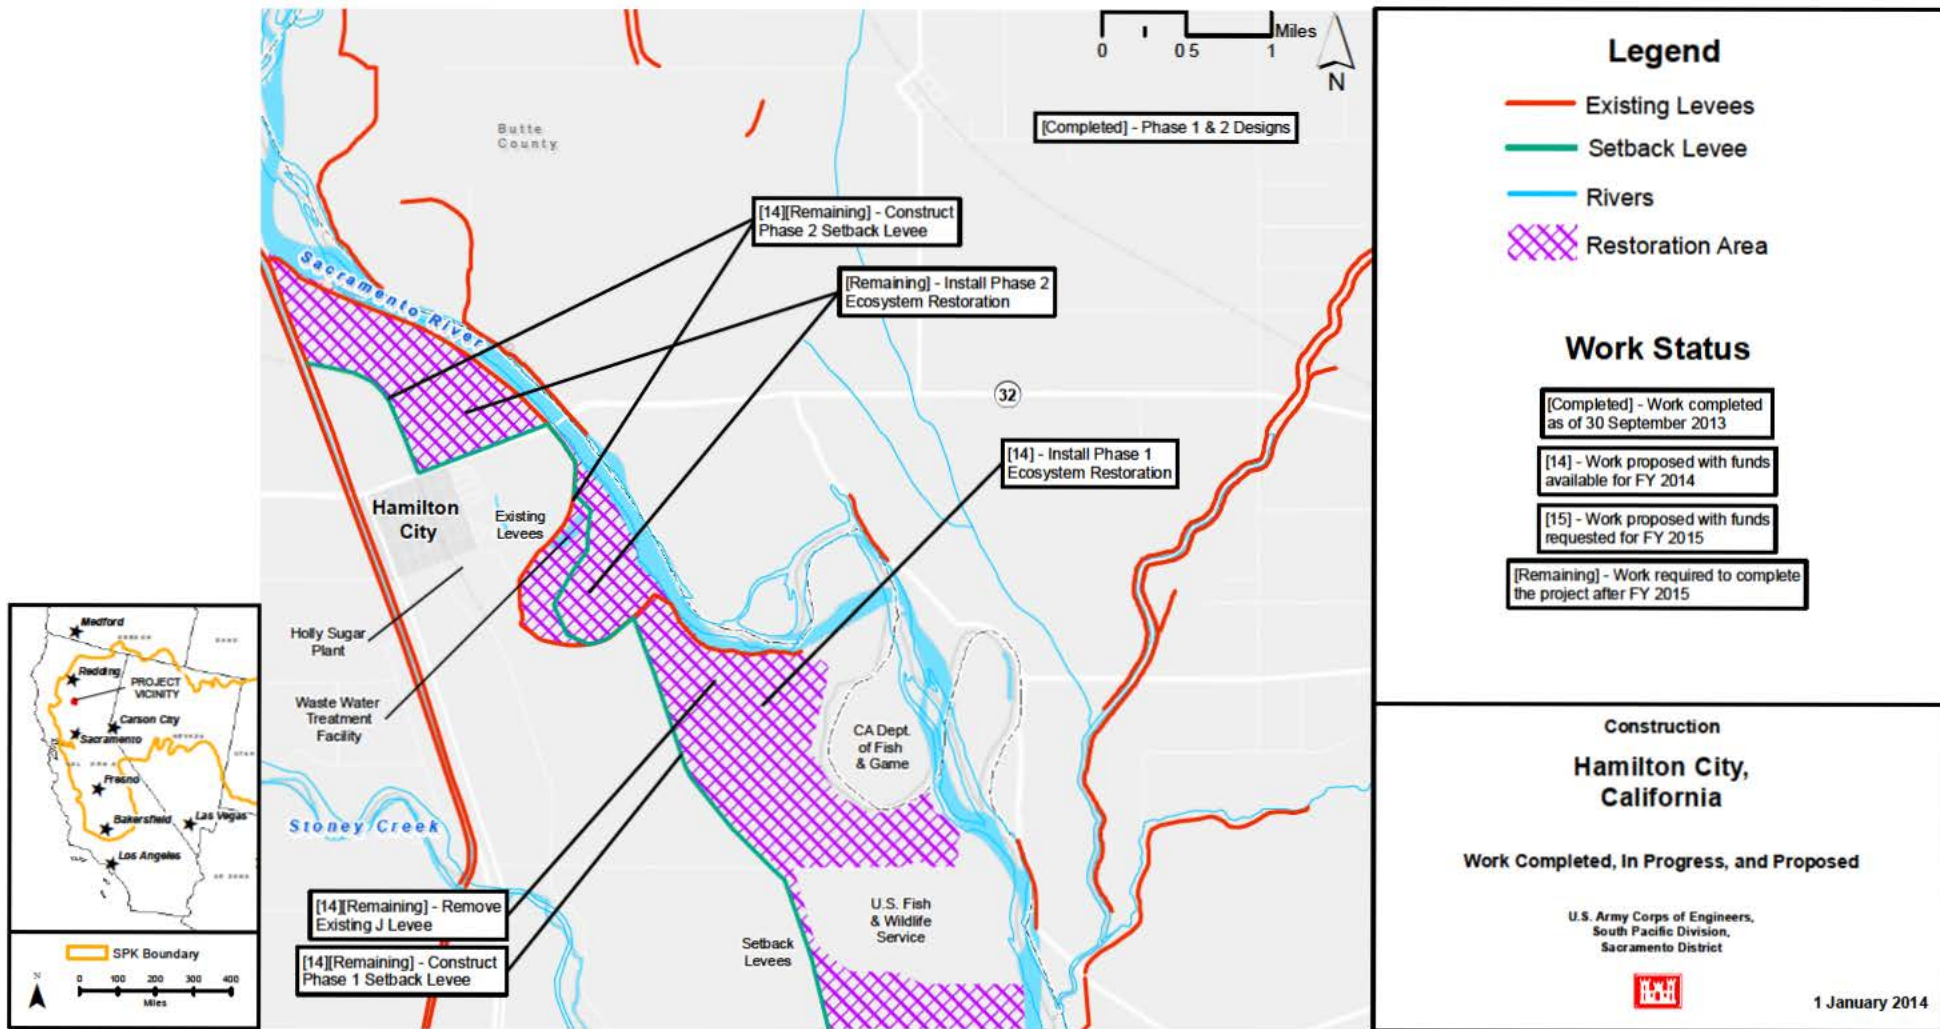 0
0 5
1
Miles
N
[Completed] - Phase 1 & 2 Designs
Butte
County
[14][Remaining] - Construct
Phase 2 Setback Levee
[Remaining] - Install Phase 2
Ecosystem Restoration
Sacramento River
32
[14] - Install Phase 1
Ecosystem Restoration
Hamilton
City
Existing
Levees
Holly Sugar
Plant
Waste Water
Treatment
Facility
CA Dept.
of Fish
& Game
Stoney Creek
U.S. Fish
& Wildlife
Service
Setback
Levees
[14][Remaining] - Remove
Existing J Levee
[14][Remaining] - Construct
Phase 1 Setback Levee
Medford
Redding
PROJECT
VICINITY
Carson City
Sacramento
NEVADA
UTAH
Fresno
Bakersfield
Las Vegas
Los Angeles
SPK Boundary
N
0 100 200 300 400
Miles
Legend
Existing Levees
Setback Levee
Rivers
Restoration Area
Work Status
[Completed] - Work completed
as of 30 September 2013
[14] - Work proposed with funds
available for FY 2014
[15] - Work proposed with funds
requested for FY 2015
[Remaining] - Work required to complete
the project after FY 2015
Construction
Hamilton City,
California
Work Completed, In Progress, and Proposed
U.S. Army Corps of Engineers,
South Pacific Division,
Sacramento District
1 January 2014